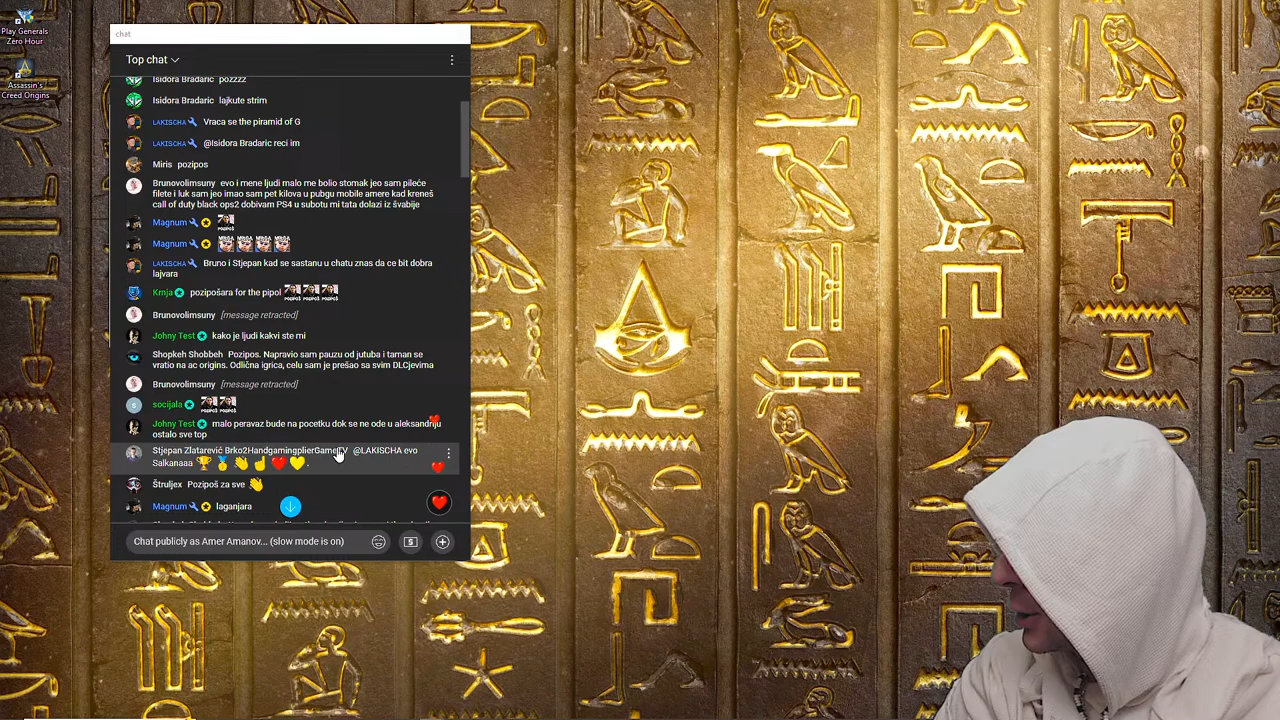 Play Generals
Zero Hour
Assassin's
Creed Origins
chat
Top chat
Isidora Bradaric pozzzz
Isidora Bradaric lajkute strim
LAKISCHA Vraca se the piramid of G
LAKISCHA @Isidora Bradaric reci im
Miris pozipos
Brunovolimsuny evo i mene ljudi malo me bolio stomak jeo sam pileće
filete i luk sam jeo imao sam pet kilova u pubgu mobile amere kad kreneš
call of duty black ops2 dobivam PS4 u subotu mi tata dolazi iz švabije
Magnum
Magnum
LAKISCHA Bruno i Stjepan kad se sastanu u chatu znas da ce bit dobra
lajvara
Krnja pozipošara for the pipol
Brunovolimsuny [message retracted]
Johny Test kako je ljudi kakvi ste mi
Shopkeh Shobbeh Pozipos. Napravio sam pauzu od jutuba i taman se
vratio na ac origins. Odlična igrica, celu sam je prešao sa svim DLCjevima
Brunovolimsuny [message retracted]
socijala
Johny Test malo peravaz bude na pocetku dok se ne ode u aleksandriju
ostalo sve top
Stjepan Zlatarević Brko2HandgamingplierGameTV @LAKISCHA evo
Salkanaaa 🏆 🏅 👏 ☝ ❤ 💛 .
Štruljex Pozipoš za sve 👏
Magnum laganjara
Chat publicly as Amer Amanov... (slow mode is on)